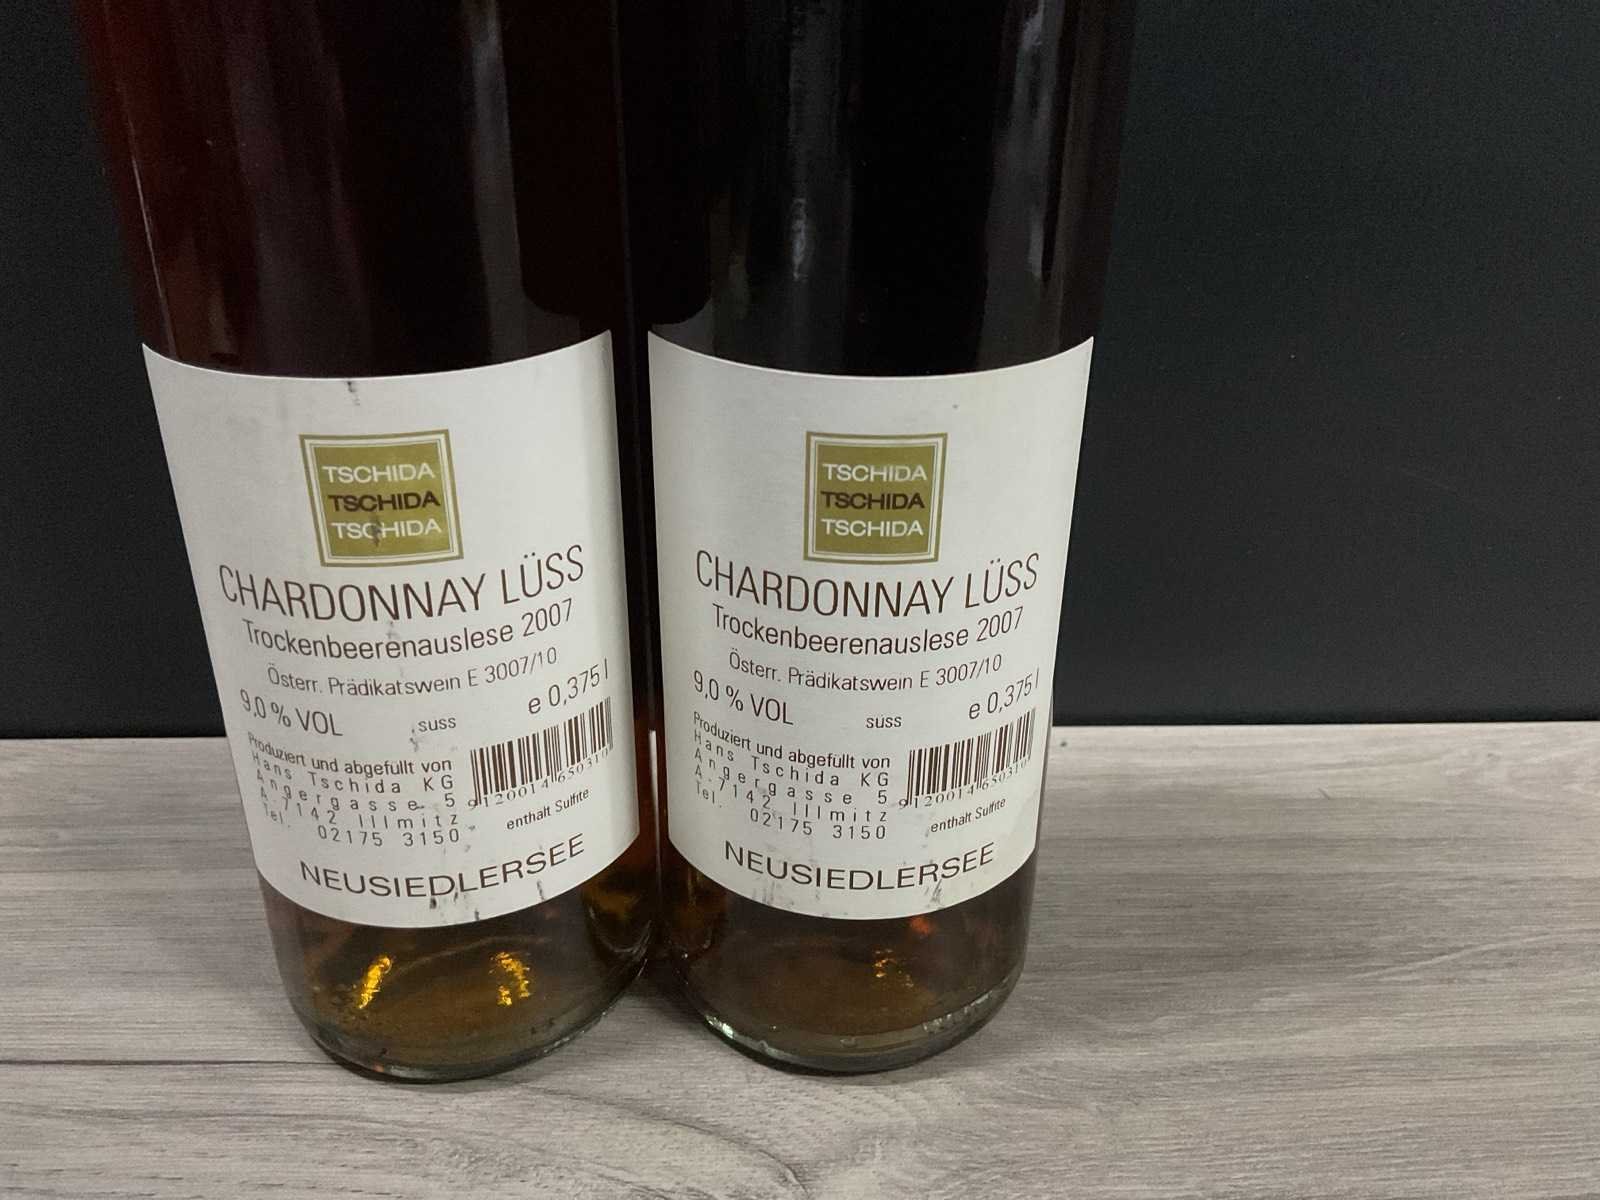 TSCHIDA
TSCHIDA
TSCHIDA
CHARDONNAY LÜSS
Trockenbeerenauslese 2007
Österr. Prädikatswein E 3007/10
9,0 % VOL suss e 0,375 l
Produziert und abgefüllt von
Hans Tschida KG
Angergasse 5
A.7142 Illmitz
Tel. 02175 3150
9120014650310
enthält Sulfite
NEUSIEDLERSEE
TSCHIDA
TSCHIDA
TSCHIDA
CHARDONNAY LÜSS
Trockenbeerenauslese 2007
Österr. Prädikatswein E 3007/10
9,0 % VOL suss e 0,375 l
Produziert und abgefüllt von
Hans Tschida KG
Angergasse 5
A.7142 Illmitz
Tel. 02175 3150
9120014650310
enthält Sulfite
NEUSIEDLERSEE